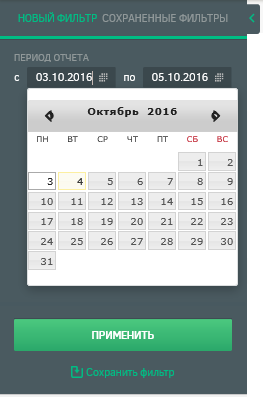 НОВЫЙ ФИЛЬТР СОХРАНЕННЫЕ ФИЛЬТРЫ
ПЕРИОД ОТЧЕТА
с 03.10.2016 по 05.10.2016
Октябрь 2016
ПН ВТ СР ЧТ ПТ СБ ВС
1 2
3 4 5 6 7 8 9
10 11 12 13 14 15 16
17 18 19 20 21 22 23
24 25 26 27 28 29 30
31
ПРИМЕНИТЬ
Сохранить фильтр